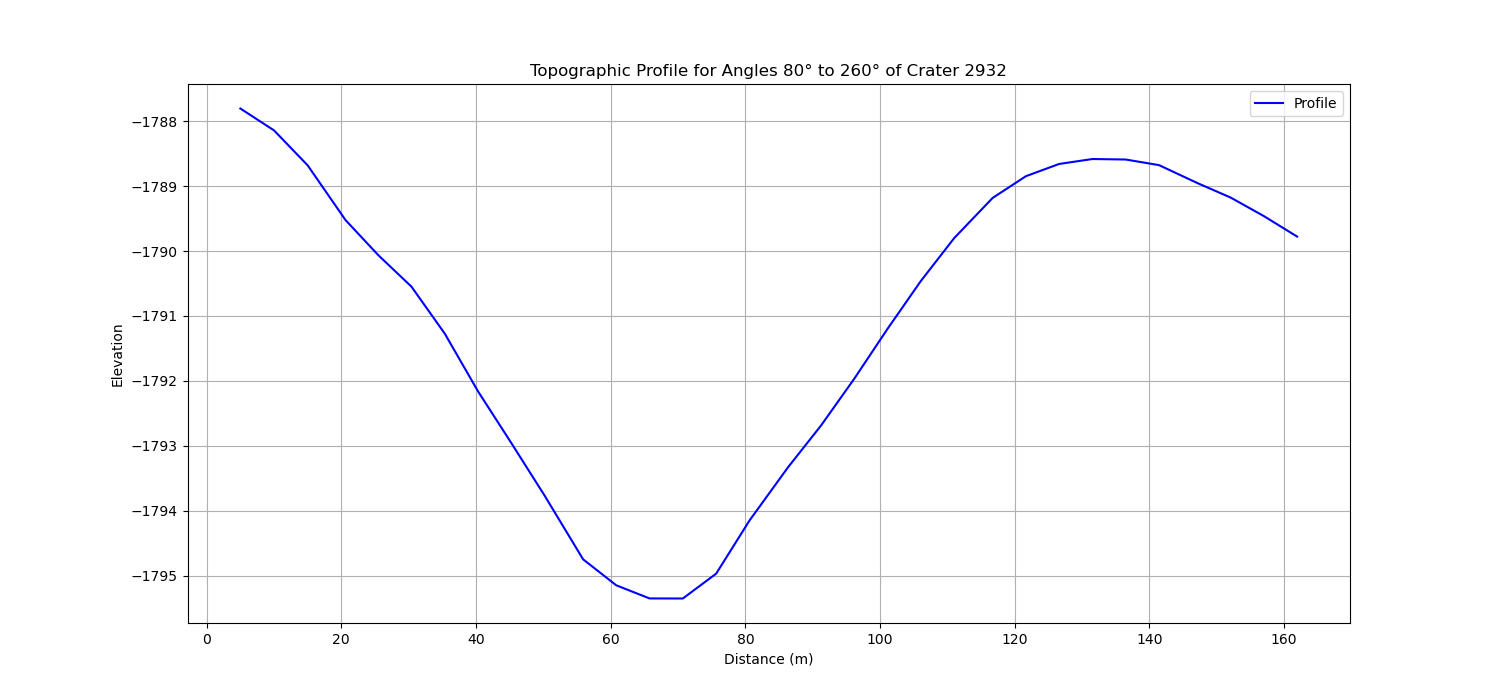 Topographic Profile for Angles 80° to 260° of Crater 2932
Profile
−1788
−1789
−1790
−1791
−1792
−1793
−1794
−1795
Elevation
0 20 40 60 80 100 120 140 160
Distance (m)